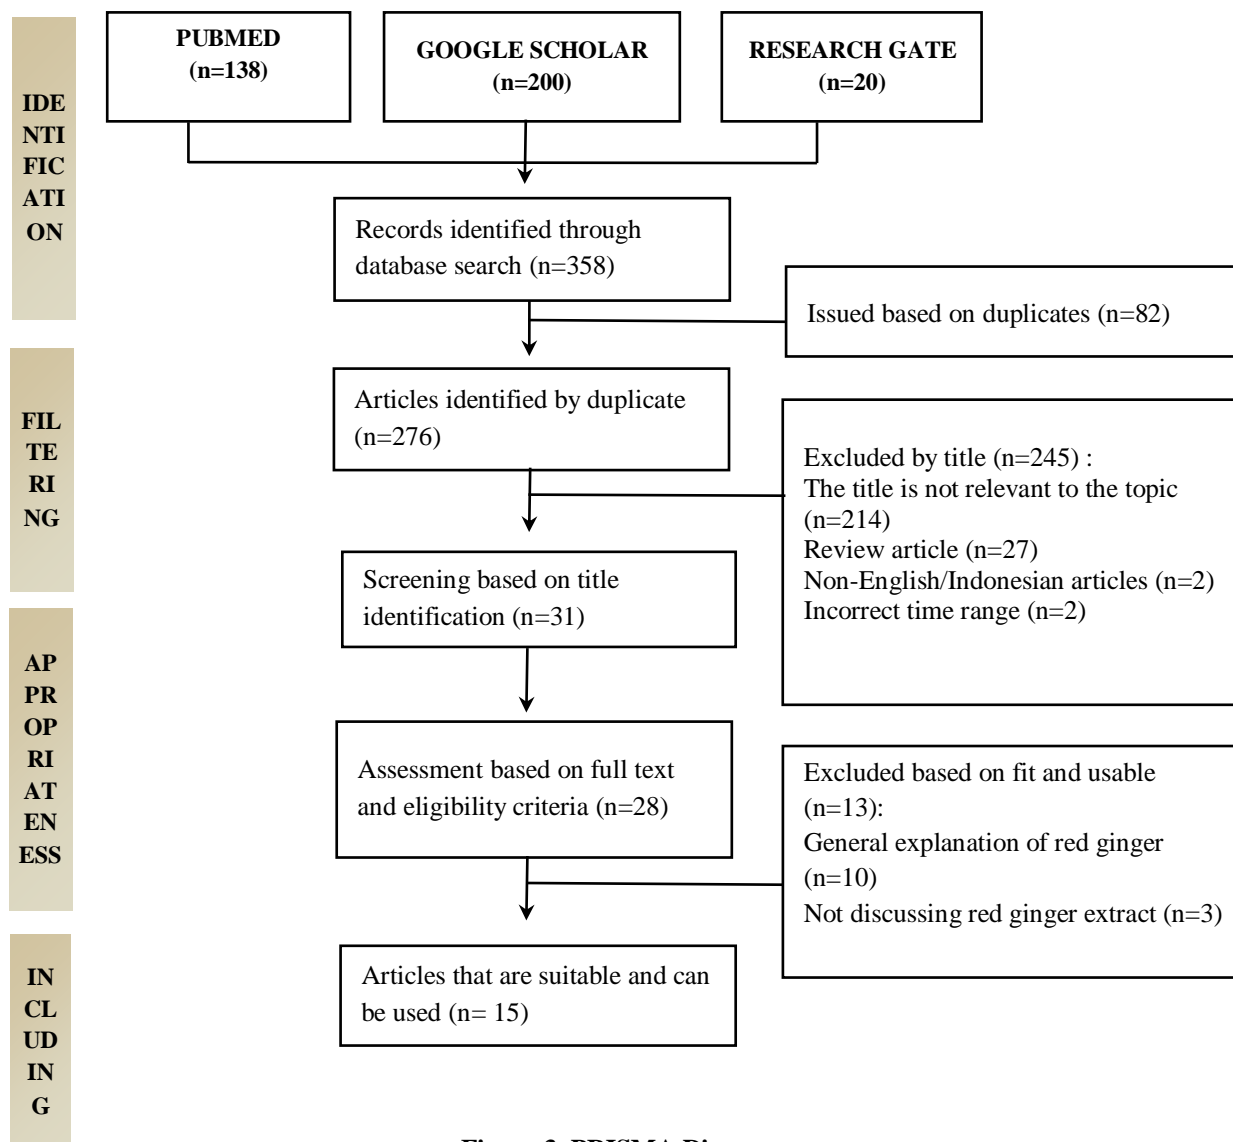 PUBMED
(n=138)
GOOGLE SCHOLAR
(n=200)
RESEARCH GATE
(n=20)
IDE
NTI
FIC
ATI
ON
Records identified through
database search (n=358)
Issued based on duplicates (n=82)
FIL
TE
RI
NG
Articles identified by duplicate
(n=276)
Excluded by title (n=245) :
The title is not relevant to the topic
(n=214)
Review article (n=27)
Non-English/Indonesian articles (n=2)
Incorrect time range (n=2)
Screening based on title
identification (n=31)
AP
PR
OP
RI
AT
EN
ESS
Assessment based on full text
and eligibility criteria (n=28)
Excluded based on fit and usable
(n=13):
General explanation of red ginger
(n=10)
Not discussing red ginger extract (n=3)
IN
CL
UD
IN
G
Articles that are suitable and can
be used (n= 15)